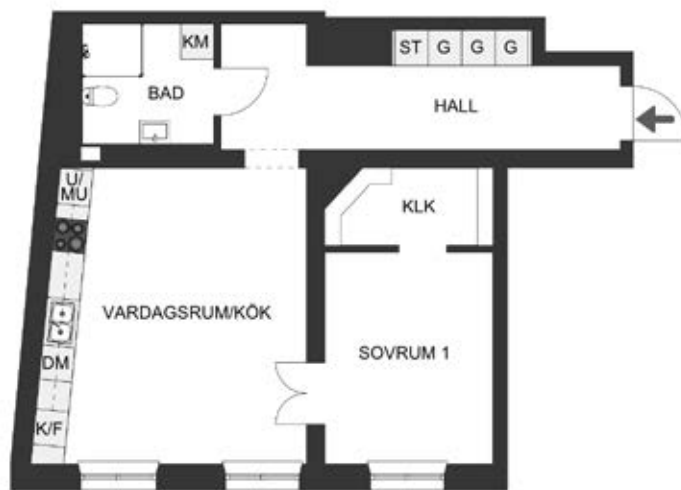 KM
ST G G G
BAD
HALL
U/
MU
KLK
VARDAGSRUM/KÖK
SOVRUM 1
DM
K/F